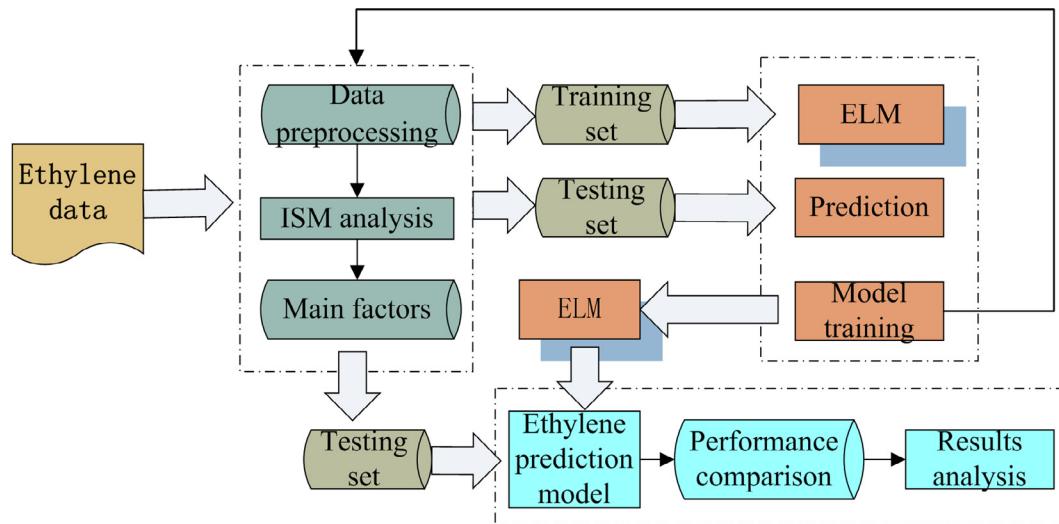 Ethylene
data
Data
preprocessing
ISM analysis
Main factors
Training
set
Testing
set
ELM
Prediction
Model
training
ELM
Testing
set
Ethylene
prediction
model
Performance
comparison
Results
analysis